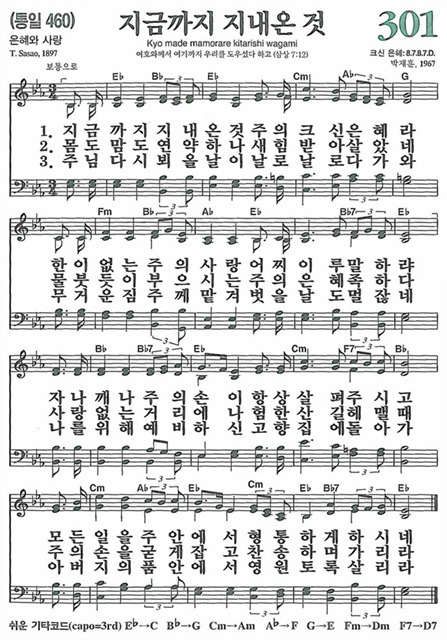 (통일 460) 지금까지 지내온 것 301
은혜와 사랑 Kyo made mamorare kitarishi wagami
T. Sasao, 1897 여호와께서 여기까지 우리를 도우셨다 하고 (삼상 7:12) 크신 은혜: 8.7.8.7.D.
보통으로 박재훈, 1967
E♭ Cm A♭ G
1. 지금까지 지내온것 주의크신은혜라
2. 몸도맘도 연약하나 새힘받아살았네
3. 주님다시 뵈올날이 날로날로다가와
Fm B♭ A♭ E♭ B♭7 E♭
한이없는 주의사랑 어찌이루말하랴
물붓듯이 부으시는 주의은혜족하다
무거운짐 주께맡겨 벗을날도멀잖네
B♭ B♭7 E♭ Cm F7 B♭
자나깨나 주의손이 항상살펴주시고
사랑없는 거리에나 험한산길헤맬때
나를위해 예비하신 고향집에돌아가
Cm A♭ E♭ B♭7 E♭
모든일을 주안에서 형통하게하시네
주의손을 굳게잡고 찬송하며가리라
아버지의 품안에서 영원토록살리라
쉬운 기타코드(capo=3rd) E♭→C B♭→G Cm→Am A♭→F G→E Fm→Dm F7→D7